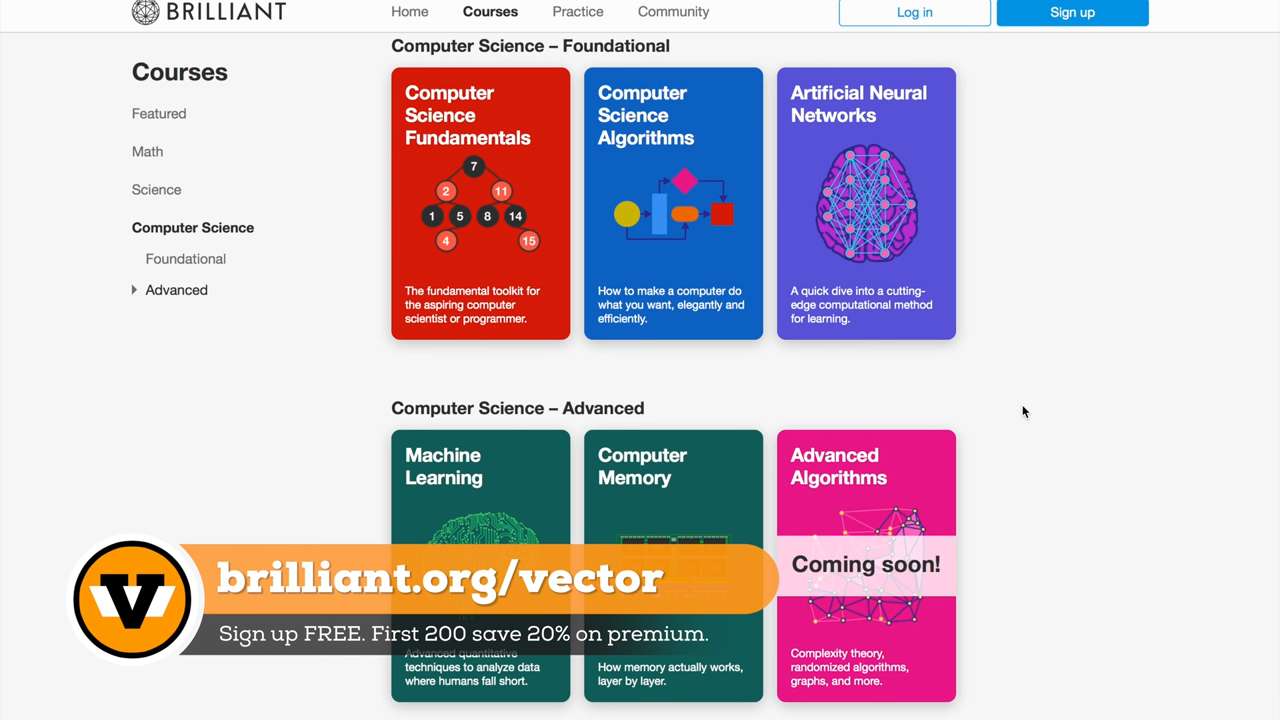 BRILLIANT
Home
Courses
Practice
Community
Log in
Sign up
Courses
Featured
Math
Science
Computer Science
Foundational
Advanced
Computer Science – Foundational
Computer
Science
Fundamentals
7
2
11
1
5
8
14
4
15
The fundamental toolkit for
the aspiring computer
scientist or programmer.
Computer
Science
Algorithms
How to make a computer do
what you want, elegantly and
efficiently.
Artificial Neural
Networks
A quick dive into a cutting-
edge computational method
for learning.
Computer Science – Advanced
Machine
Learning
Advanced quantitative
techniques to analyze data
where humans fall short.
Computer
Memory
How memory actually works,
layer by layer.
Advanced
Algorithms
Coming soon!
Complexity theory,
randomized algorithms,
graphs, and more.
V
brilliant.org/vector
Sign up FREE. First 200 save 20% on premium.